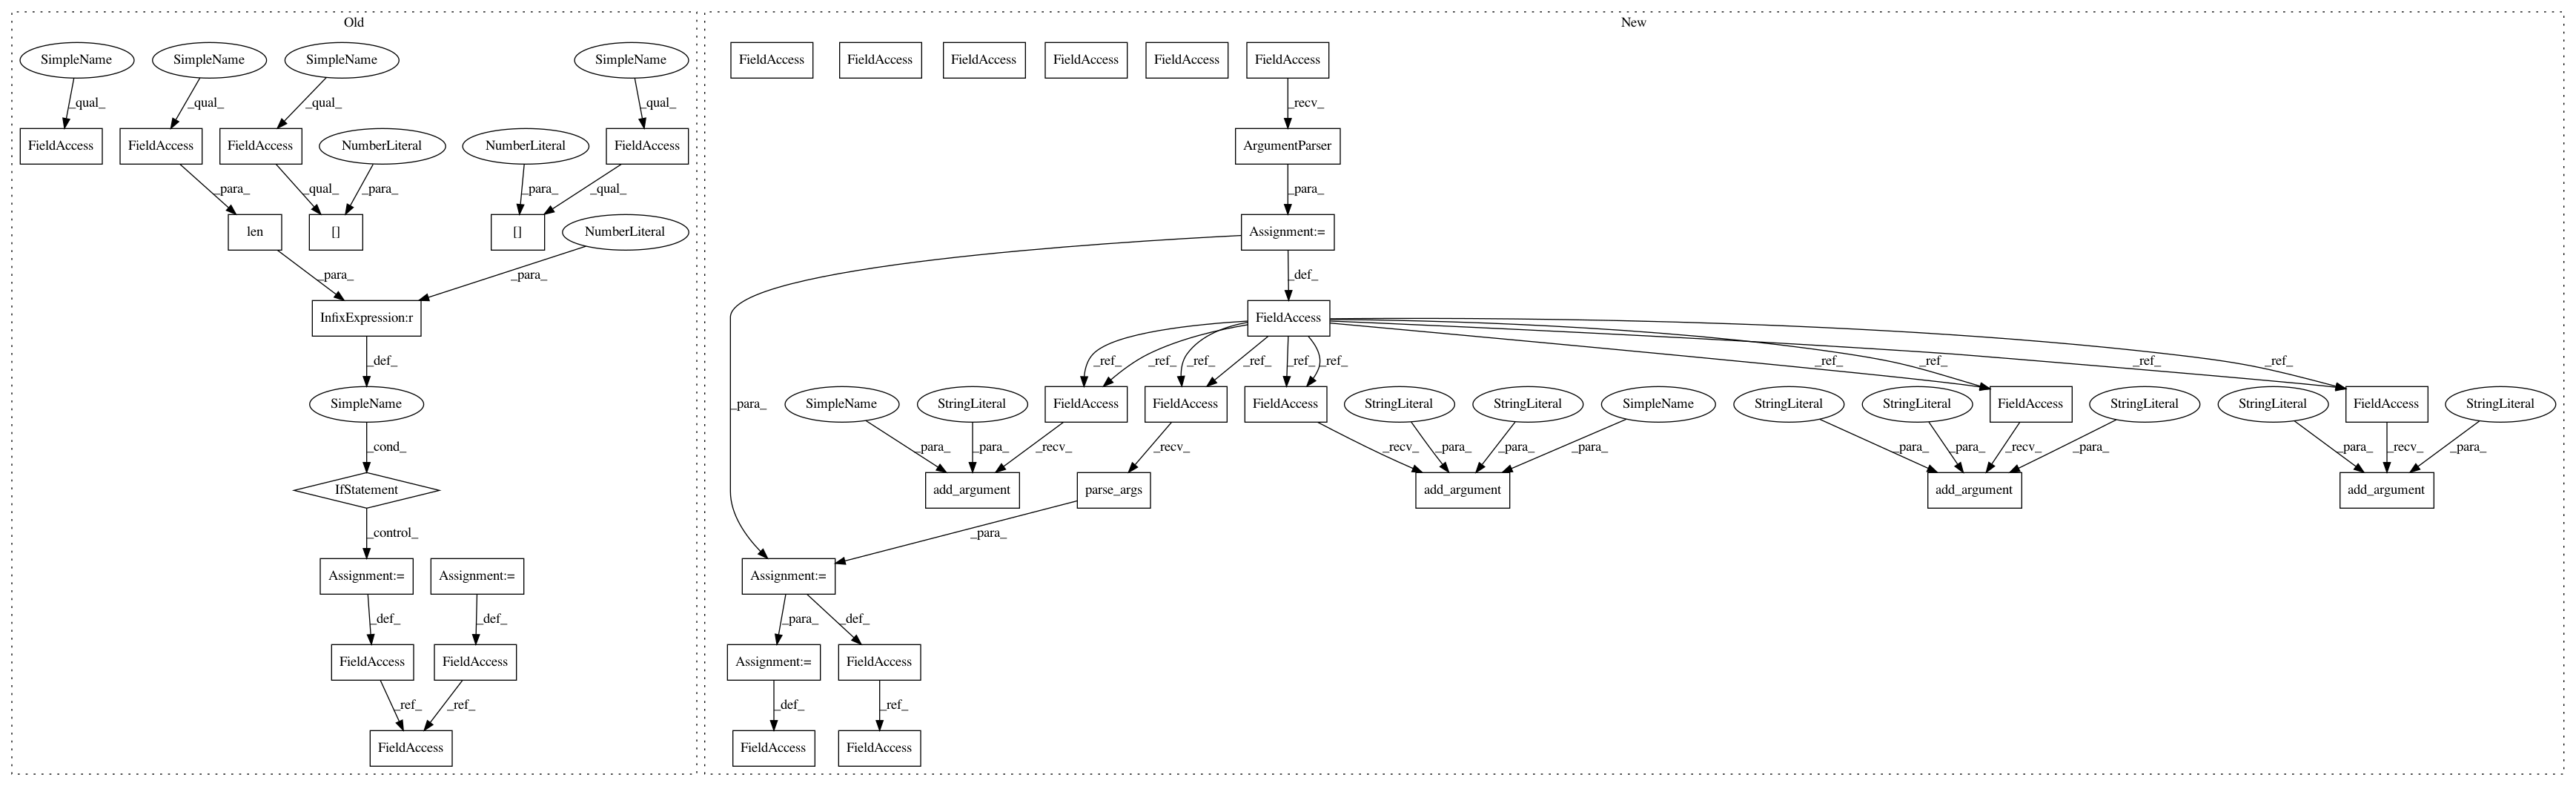 Old
New
SimpleName
SimpleName
SimpleName
SimpleName
FieldAccess
FieldAccess
FieldAccess
FieldAccess
FieldAccess
FieldAccess
_qual_
_qual_
_qual_
_qual_
_recv_
FieldAccess
FieldAccess
FieldAccess
NumberLiteral
NumberLiteral
FieldAccess
ArgumentParser
_para_
_qual_
_para_
_para_
_qual_
_para_
len
[]
[]
NumberLiteral
Assignment:=
_para_
_para_
_def_
InfixExpression:r
FieldAccess
_def_
_ref_
_ref_
_ref_
_ref_
_ref_
_ref_
_ref_
_ref_
_ref_
SimpleName
_para_
SimpleName
StringLiteral
FieldAccess
FieldAccess
FieldAccess
StringLiteral
StringLiteral
SimpleName
StringLiteral
StringLiteral
FieldAccess
StringLiteral
StringLiteral
FieldAccess
StringLiteral
_cond_
_para_
_para_
_recv_
_recv_
_recv_
_para_
_para_
_para_
_para_
_para_
_recv_
_para_
_para_
_recv_
_para_
IfStatement
add_argument
parse_args
add_argument
add_argument
add_argument
_control_
_para_
Assignment:=
Assignment:=
Assignment:=
_def_
_def_
_para_
_def_
FieldAccess
FieldAccess
Assignment:=
FieldAccess
_ref_
_ref_
_def_
_ref_
FieldAccess
FieldAccess
FieldAccess